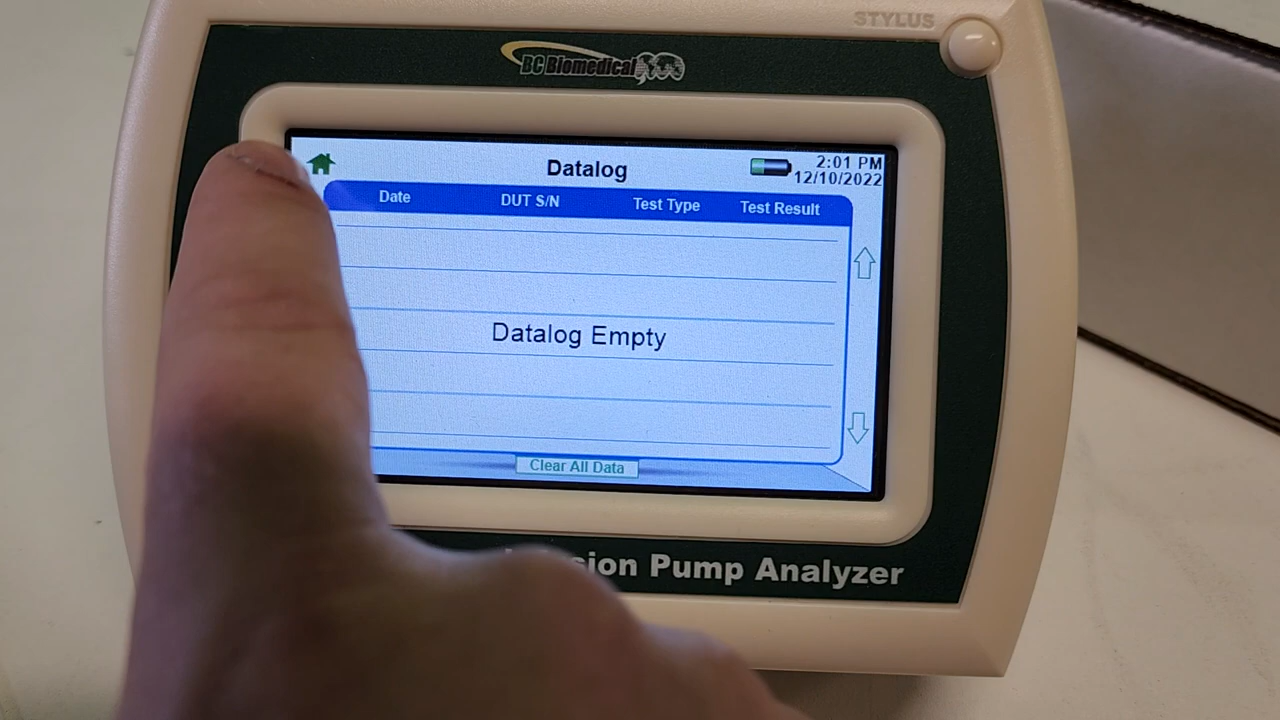 STYLUS
BC Biomedical
Datalog
2:01 PM
12/10/2022
Date DUT S/N Test Type Test Result
Datalog Empty
Clear All Data
Pump Analyzer